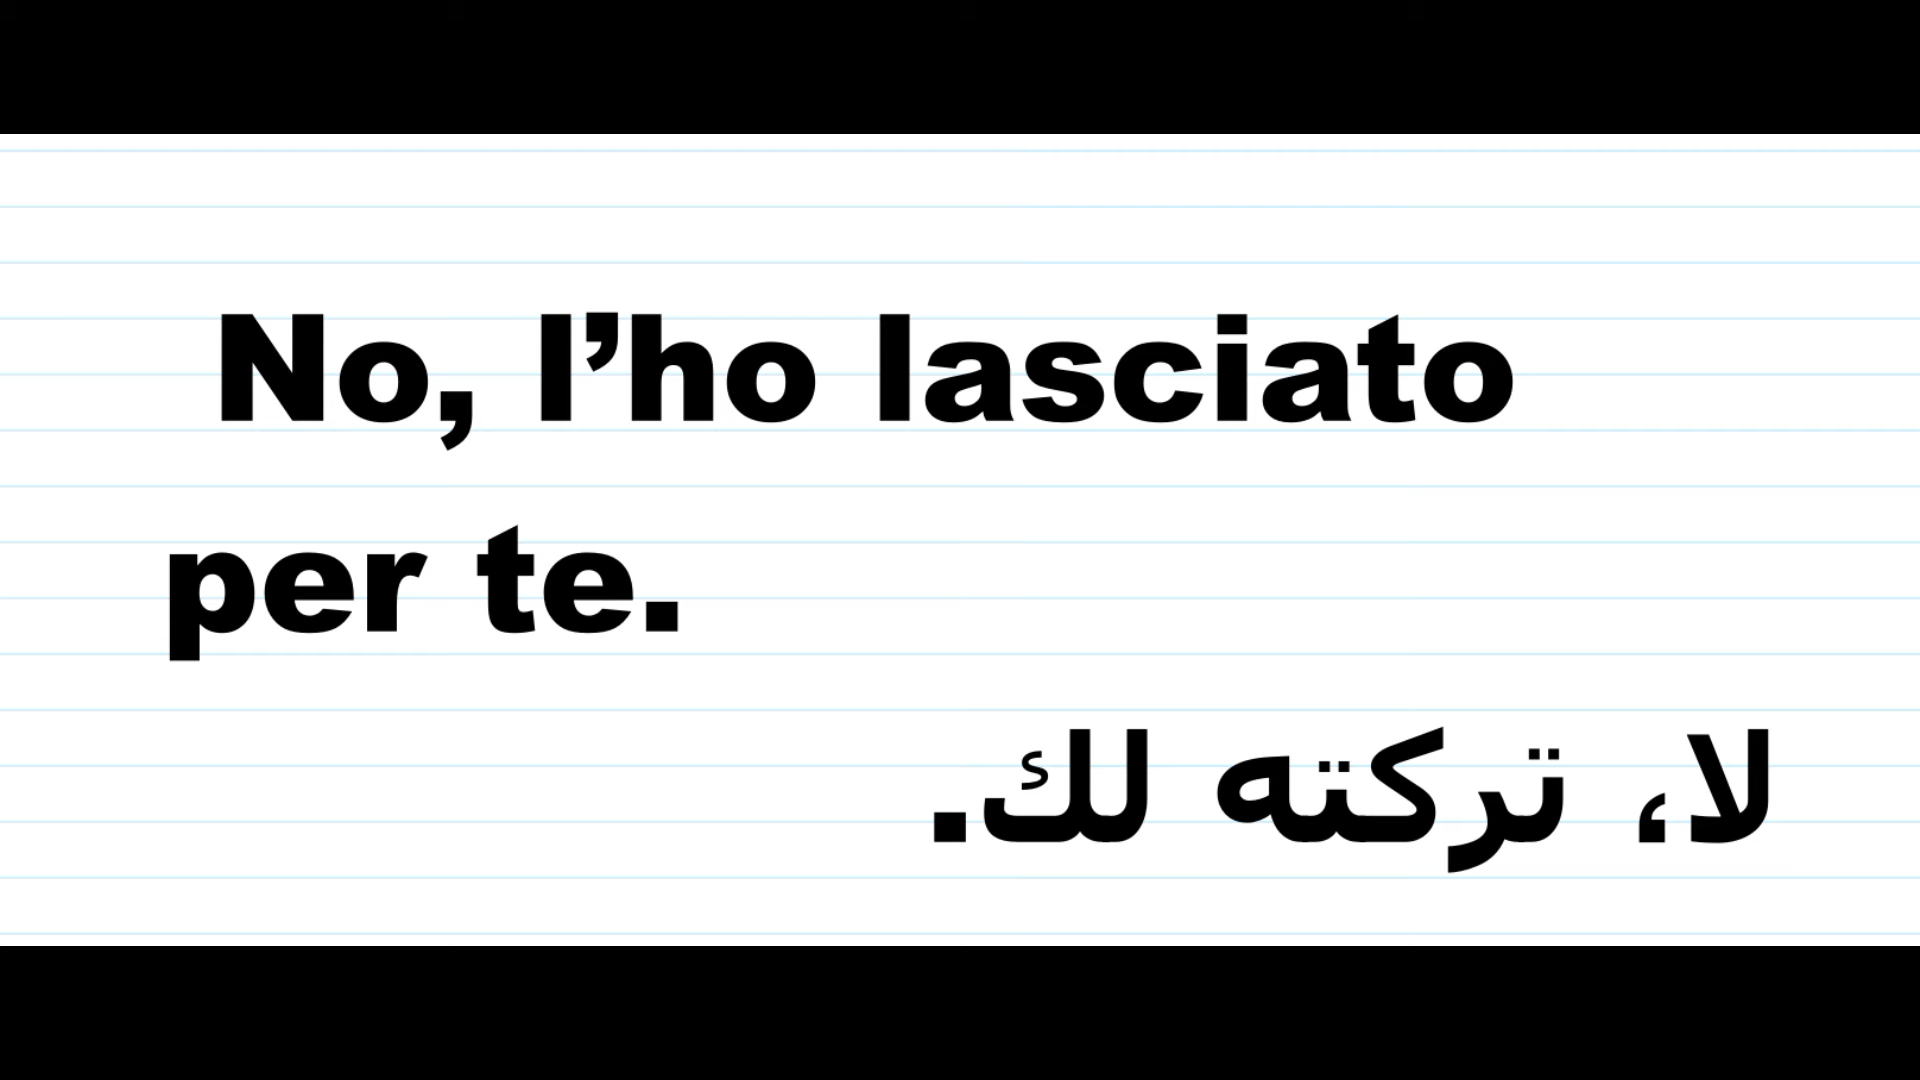 No, l’ho lasciato
per te.
لا، تركته لك.